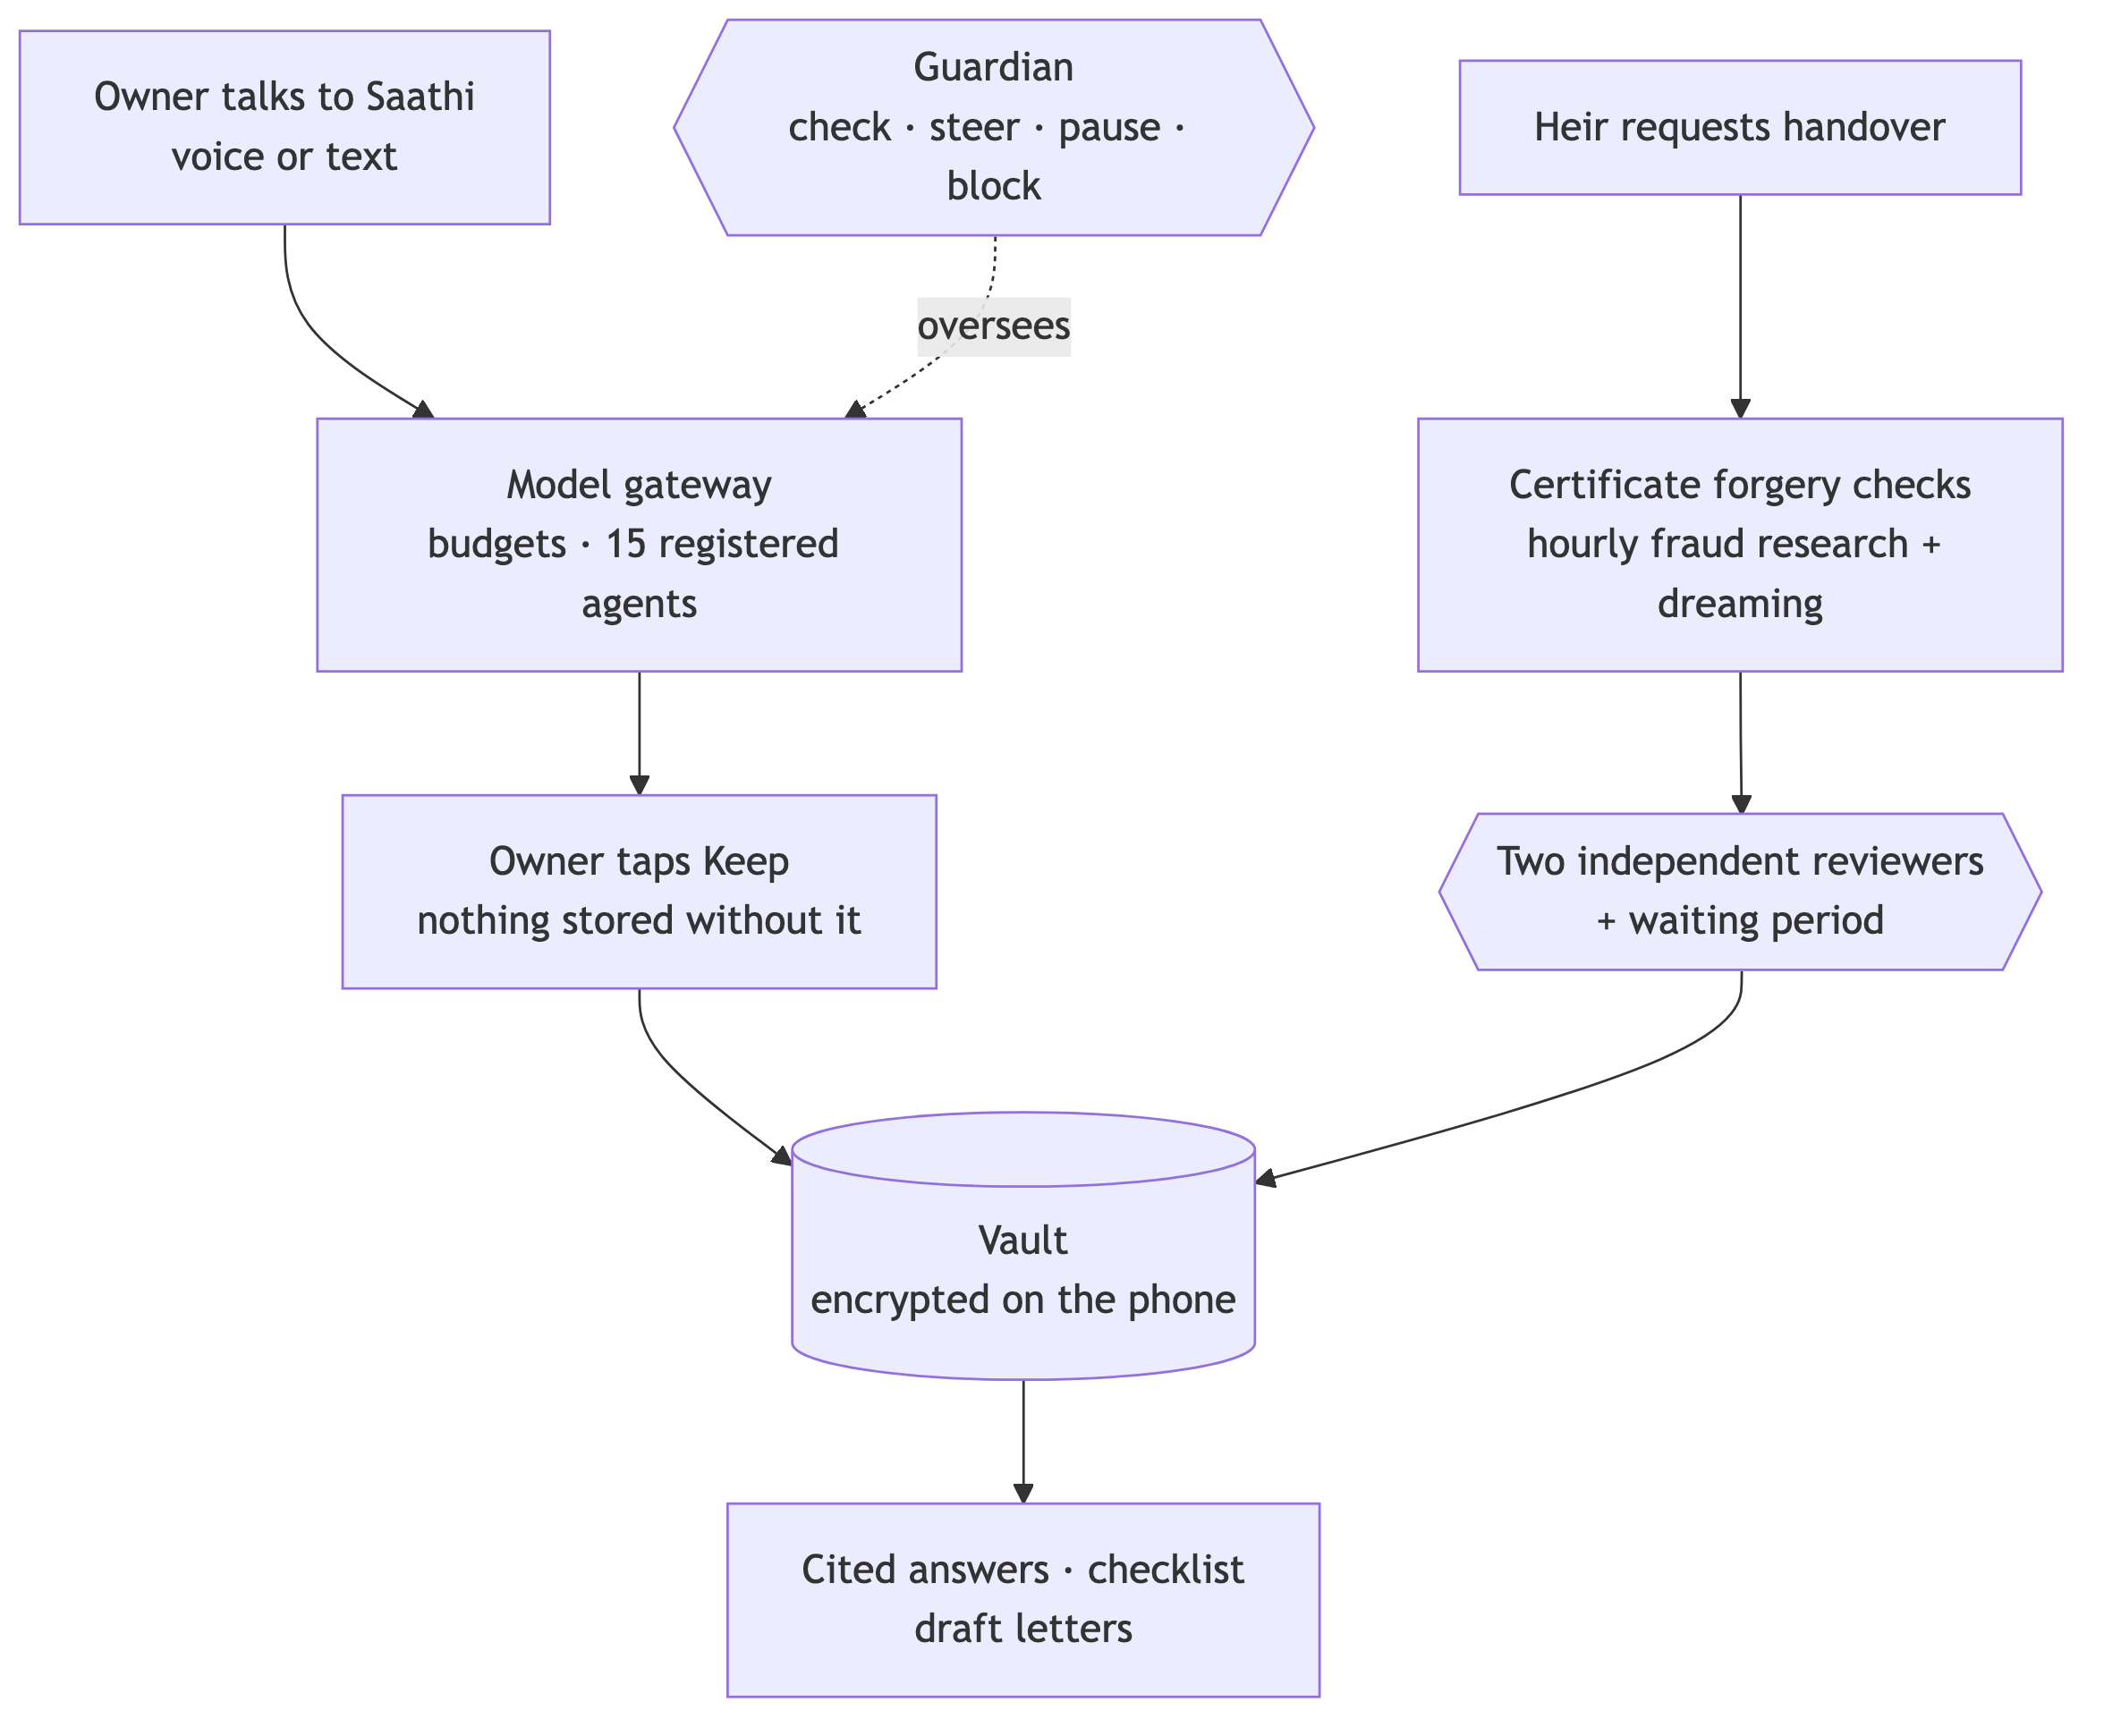 Owner talks to Saathi
voice or text
Guardian
check · steer · pause ·
block
Heir requests handover
oversees
Model gateway
budgets · 15 registered
agents
Certificate forgery checks
hourly fraud research +
dreaming
Owner taps Keep
nothing stored without it
Two independent reviewers
+ waiting period
Vault
encrypted on the phone
Cited answers · checklist
draft letters